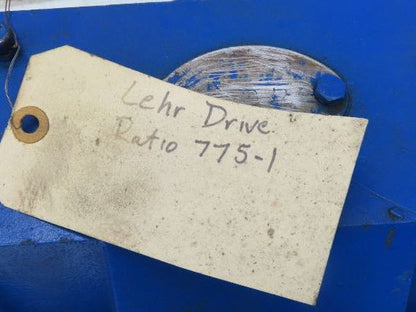 Lehr Drive
Ratio 775-1